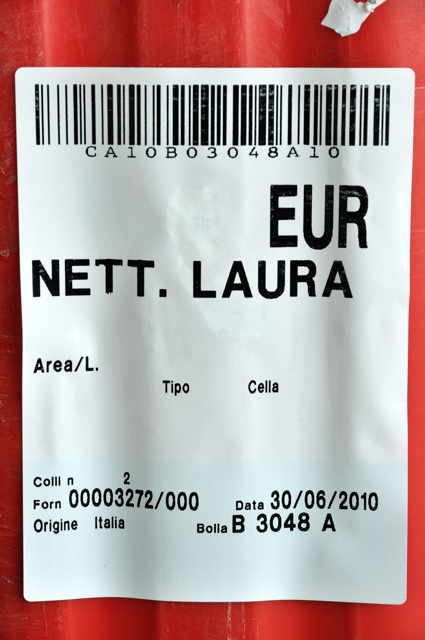 CA10B03048A10
EUR
NETT. LAURA
Area/L.
Tipo Cella
Colli n 2
Forn 00003272/000 Data 30/06/2010
Origine Italia Bolla B 3048 A